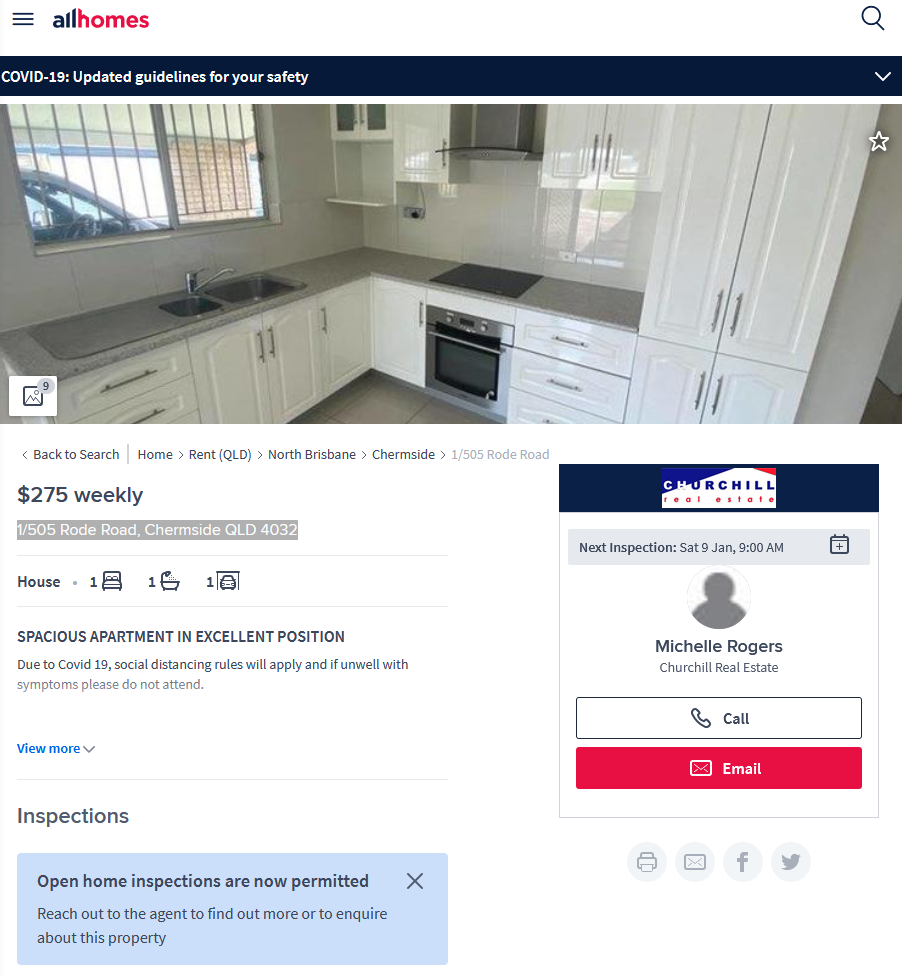 allhomes
COVID-19: Updated guidelines for your safety
9
Back to Search
Home > Rent (QLD) > North Brisbane > Chermside > 1/505 Rode Road
$275 weekly
1/505 Rode Road, Chermside QLD 4032
House • 1 1 1
SPACIOUS APARTMENT IN EXCELLENT POSITION
Due to Covid 19, social distancing rules will apply and if unwell with
symptoms please do not attend.
View more
Inspections
Open home inspections are now permitted
Reach out to the agent to find out more or to enquire
about this property
CHURCHILL
real estate
Next Inspection: Sat 9 Jan, 9:00 AM
Michelle Rogers
Churchill Real Estate
Call
Email